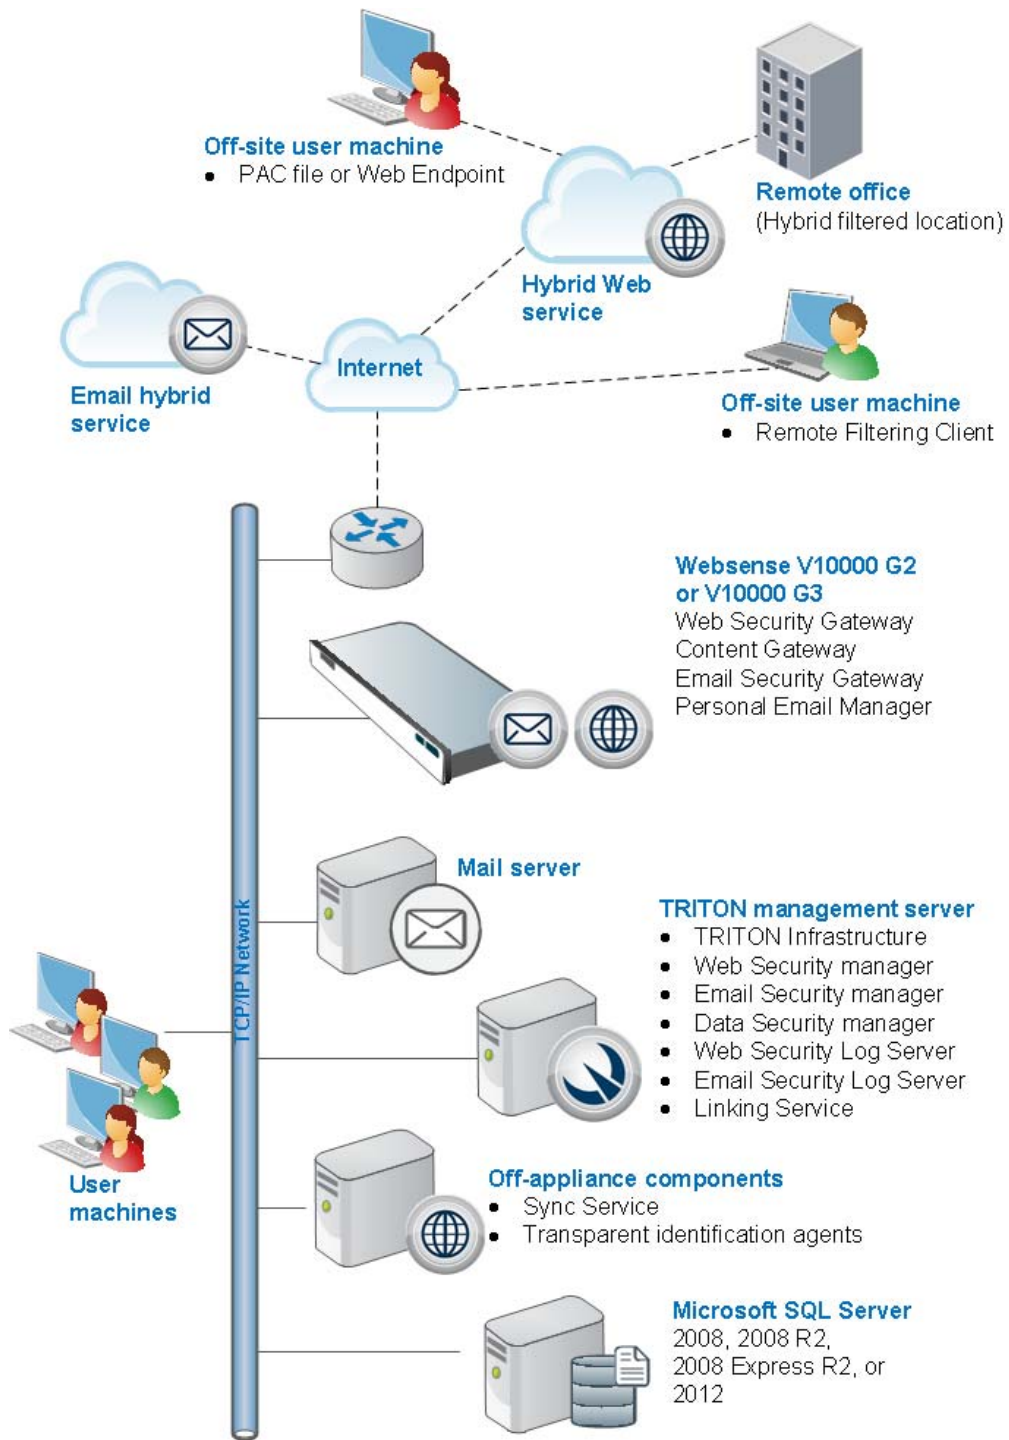 Off-site user machine
• PAC file or Web Endpoint
Remote office
(Hybrid filtered location)
Hybrid Web
service
Internet
Email hybrid
service
Off-site user machine
• Remote Filtering Client
Websense V10000 G2
or V10000 G3
Web Security Gateway
Content Gateway
Email Security Gateway
Personal Email Manager
Mail server
TCP/IP Network
TRITON management server
• TRITON Infrastructure
• Web Security manager
• Email Security manager
• Data Security manager
• Web Security Log Server
• Email Security Log Server
• Linking Service
User
machines
Off-appliance components
• Sync Service
• Transparent identification agents
Microsoft SQL Server
2008, 2008 R2,
2008 Express R2, or
2012